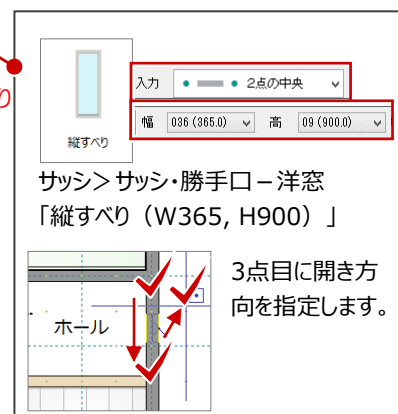 り
入力 2点の中央
幅 036 (365.0) 高 09 (900.0)
縦すべり
サッシ＞サッシ・勝手口－洋窓
「縦すべり（W365, H900）」
3点目に開き方
向を指定します。
ホール